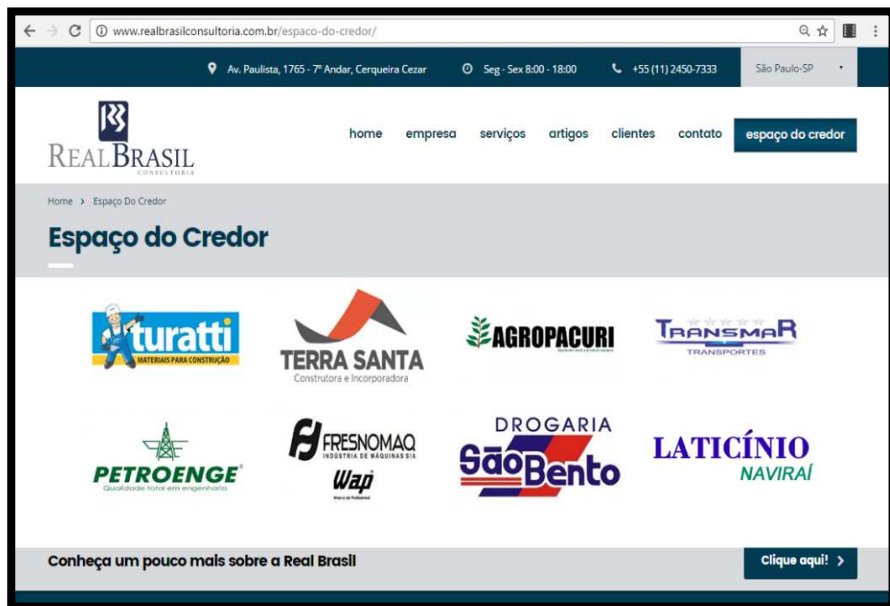 www.realbrasilconsultoria.com.br/espaco-do-credor/
Av. Paulista, 1765 - 7º Andar, Cerqueira Cezar Seg - Sex 8:00 - 18:00 +55 (11) 2450-7333 São Paulo-SP
REAL BRASIL
CONSULTORIA
home empresa serviços artigos clientes contato espaço do credor
Home > Espaço Do Credor
Espaço do Credor
turatti
MATERIAIS PARA CONSTRUÇÃO
TERRA SANTA
Construtora e Incorporadora
AGROPACURI
TRANSMAR
TRANSPORTES
PETROENGE
Qualidade total em engenharia
FRESNOMAQ
INDÚSTRIA DE MÁQUINAS S/A
Wap
DROGARIA
São Bento
LATICÍNIO
NAVIRAÍ
Conheça um pouco mais sobre a Real Brasil Clique aqui! >